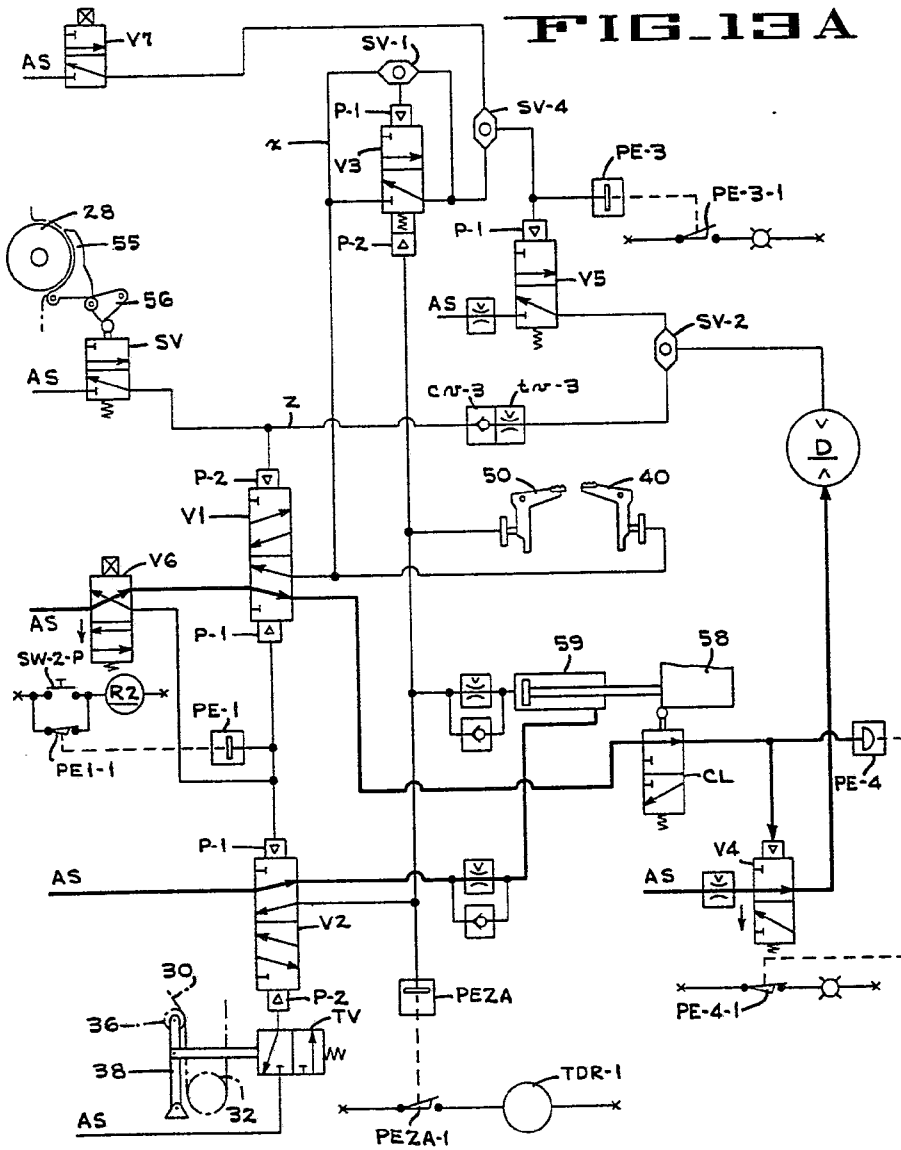 FIG_13A
V7
AS
SV-1
P-1
SV-4
x
V3
PE-3
PE-3-1
28
55
P-1
P-2
V5
56
AS
SV-2
SV
AS
cv-3
tv-3
Z
D
P-2
50
40
V1
V6
AS
P-1
59
58
SW-2-P
R2
PE-1
PE1-1
CL
PE-4
P-1
V4
AS
AS
V2
30
P-2
PE2A
PE-4-1
36
TV
38
32
TDR-1
AS
PE2A-1